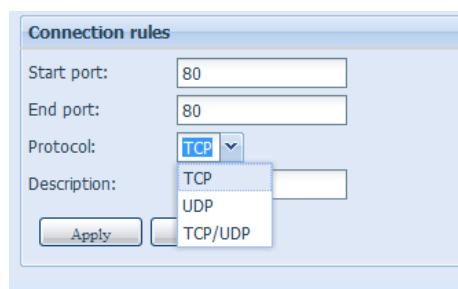 Connection rules
Start port: 80
End port: 80
Protocol: TCP
Description:
TCP
UDP
TCP/UDP
Apply